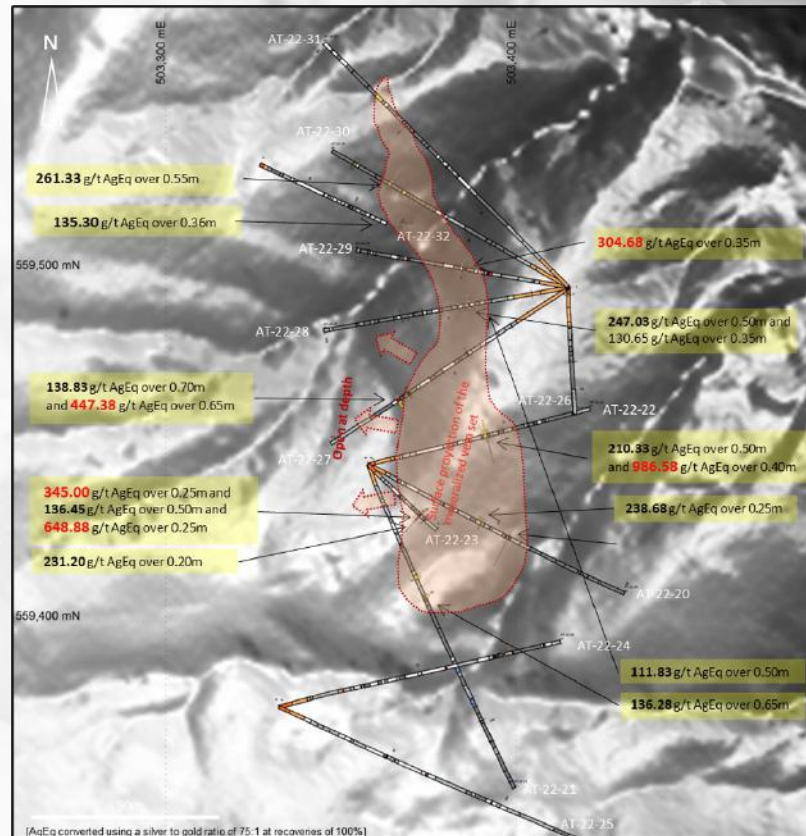 N
503,300 mE
503,400 mE
AT-22-31
AT-22-30
261.33 g/t AgEq over 0.55m
135.30 g/t AgEq over 0.36m
AT-22-32
AT-22-29
304.68 g/t AgEq over 0.35m
559,500 mN
AT-22-28
247.03 g/t AgEq over 0.50m and
130.65 g/t AgEq over 0.35m
138.83 g/t AgEq over 0.70m
and 447.38 g/t AgEq over 0.65m
Open at depth
Surface proyection of the
mineralized vein set
AT-22-26
AT-22-22
AT-22-27
210.33 g/t AgEq over 0.50m
and 986.58 g/t AgEq over 0.40m
345.00 g/t AgEq over 0.25m and
136.45 g/t AgEq over 0.50m and
648.88 g/t AgEq over 0.25m
238.68 g/t AgEq over 0.25m
AT-22-23
231.20 g/t AgEq over 0.20m
AT-22-20
559,400 mN
AT-22-24
111.83 g/t AgEq over 0.50m
136.28 g/t AgEq over 0.65m
AT-22-21
AT-22-25
[AgEq converted using a silver to gold ratio of 75:1 at recoveries of 100%]